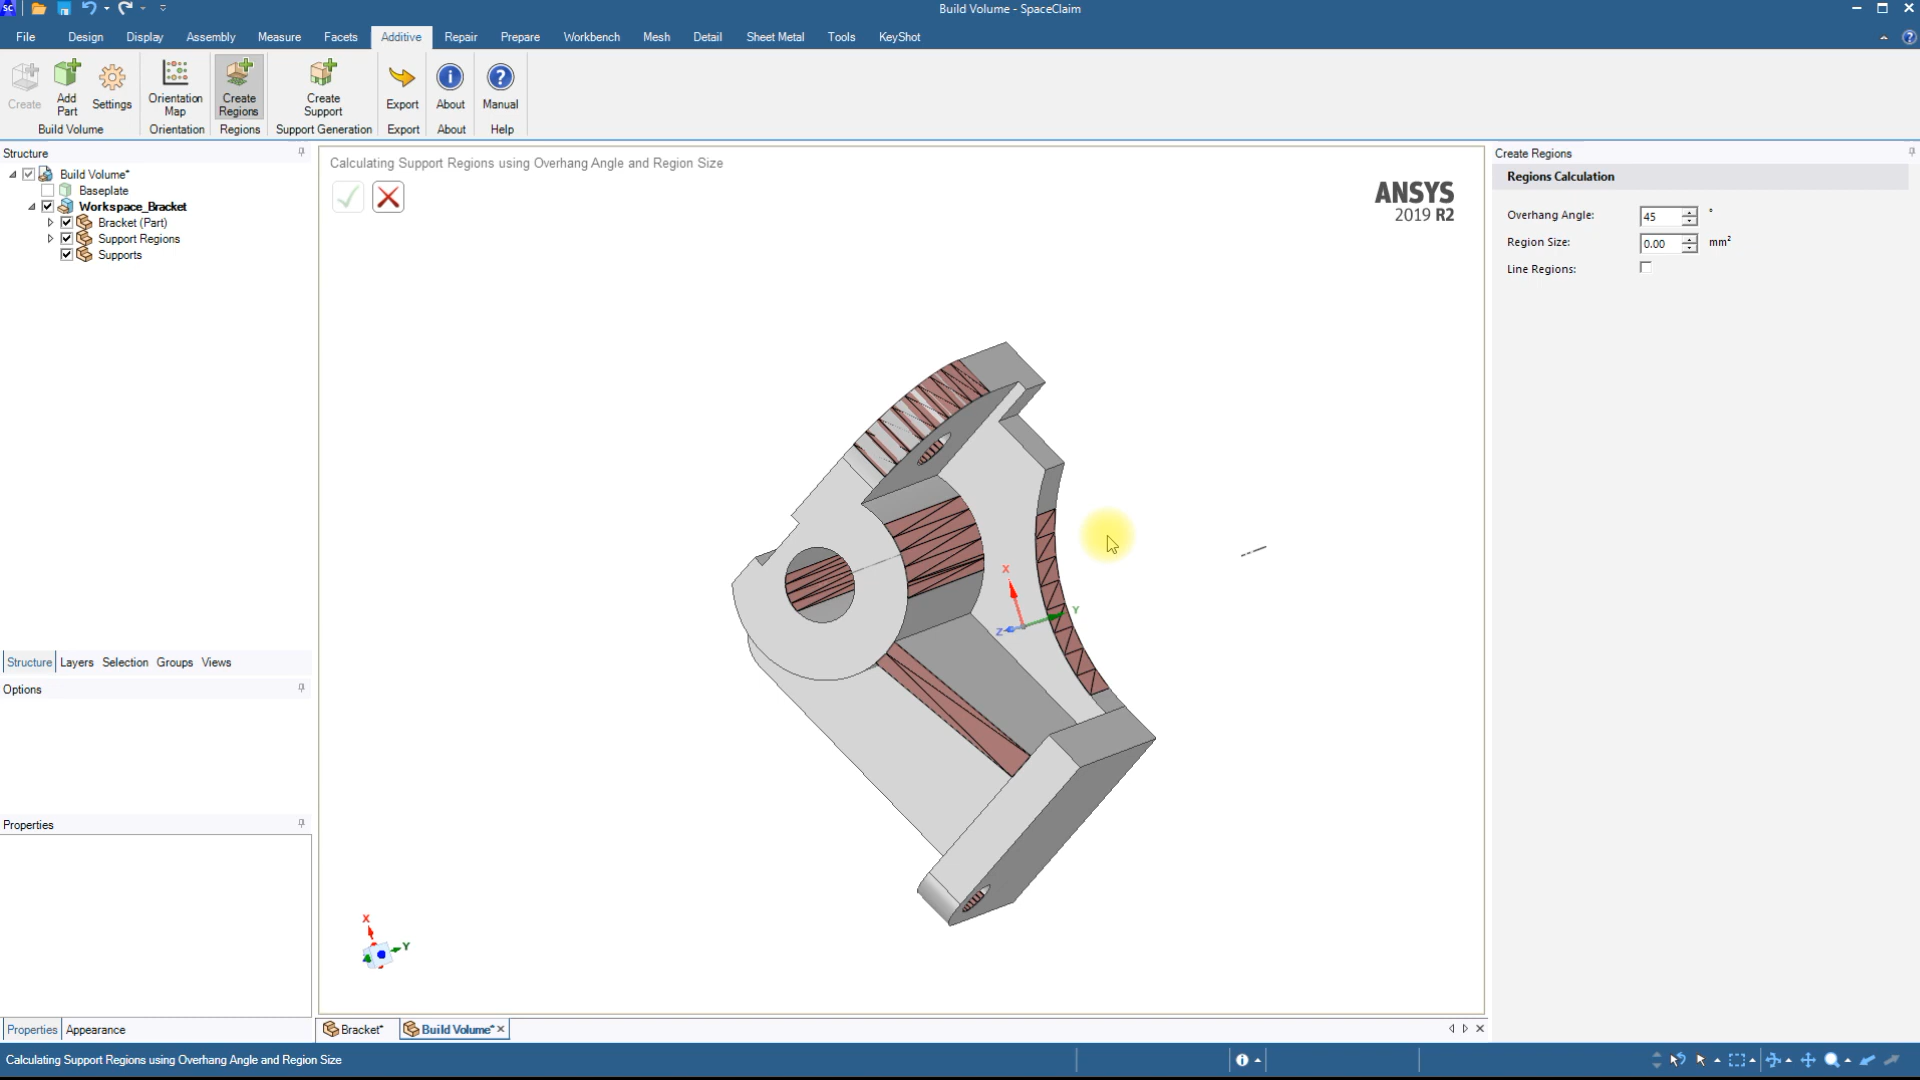 SC
Build Volume - SpaceClaim
File Design Display Assembly Measure Facets Additive Repair Prepare Workbench Mesh Detail Sheet Metal Tools KeyShot
Create
Add Part
Settings
Build Volume
Orientation Map
Orientation
Create Regions
Regions
Create Support
Support Generation
Export
Export
About
About
Manual
Help
Structure
Build Volume*
Baseplate
Workspace_Bracket
Bracket (Part)
Support Regions
Supports
Structure Layers Selection Groups Views
Options
Properties
Properties Appearance
Calculating Support Regions using Overhang Angle and Region Size
ANSYS
2019 R2
X
Y
Z
X
Y
Bracket* Build Volume*
Create Regions
Regions Calculation
Overhang Angle: 45 °
Region Size: 0.00 mm²
Line Regions:
Calculating Support Regions using Overhang Angle and Region Size